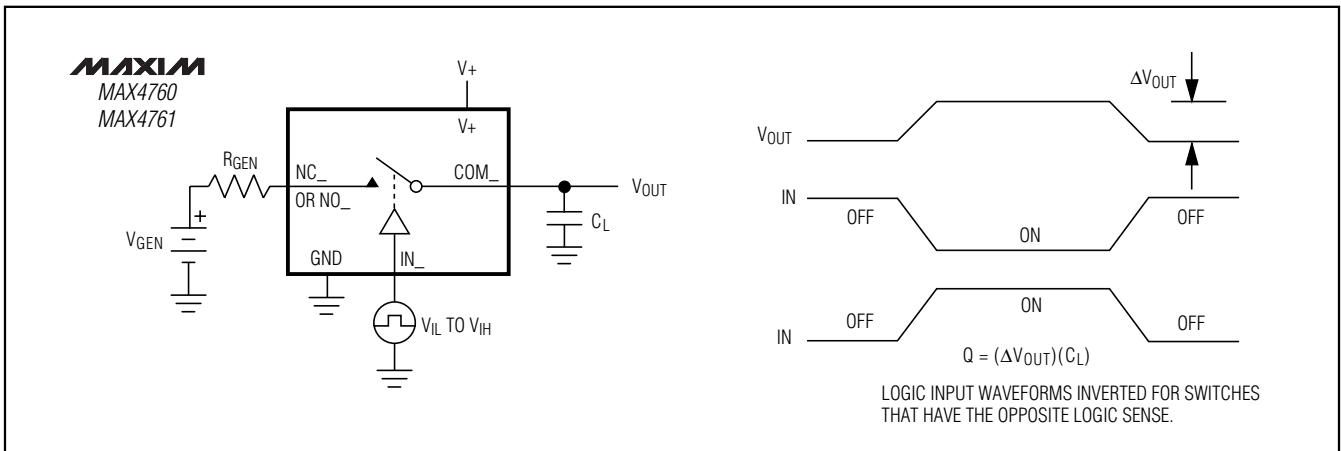 MAXIM
MAX4760
MAX4761
V+
V+
RGEN
NC_
OR NO_
COM_
VOUT
CL
VGEN
+
GND
IN_
VIL TO VIH
ΔVOUT
VOUT
IN
OFF
ON
OFF
IN
OFF
ON
OFF
Q = (ΔVOUT)(CL)
LOGIC INPUT WAVEFORMS INVERTED FOR SWITCHES
THAT HAVE THE OPPOSITE LOGIC SENSE.